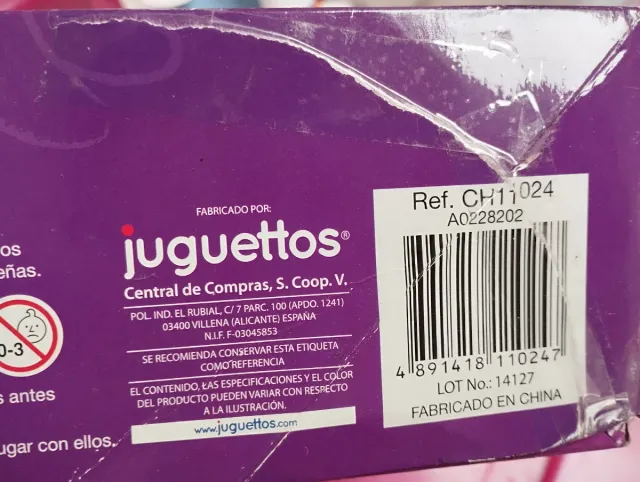 FABRICADO POR:
juguettos®
Central de Compras, S. Coop. V.
POL. IND. EL RUBIAL, C/ 7 PARC. 100 (APDO. 1241)
03400 VILLENA (ALICANTE) ESPAÑA
N.I.F. F-03045853
SE RECOMIENDA CONSERVAR ESTA ETIQUETA
COMO REFERENCIA
EL CONTENIDO, LAS ESPECIFICACIONES Y EL COLOR
DEL PRODUCTO PUEDEN VARIAR CON RESPECTO
A LA ILUSTRACIÓN.
www.juguettos.com
Ref. CH11024
A0228202
4 891418 110247
LOT No.: 14127
FABRICADO EN CHINA
os
eñas.
0-3
s antes
ugar con ellos.